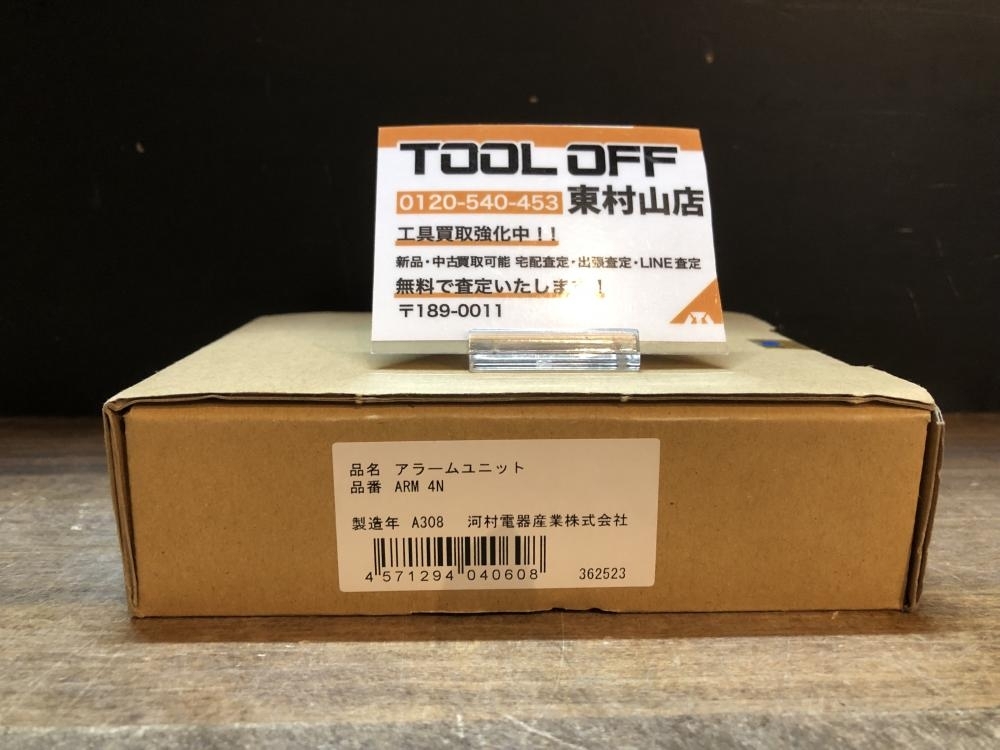 TOOL OFF
0120-540-453 東村山店
工具買取強化中！！
新品・中古買取可能 宅配査定・出張査定・LINE査定
無料で査定いたします！
〒189-0011
品名 アラームユニット
品番 ARM 4N
製造年 A308 河村電器産業株式会社
4 571294 040608 362523